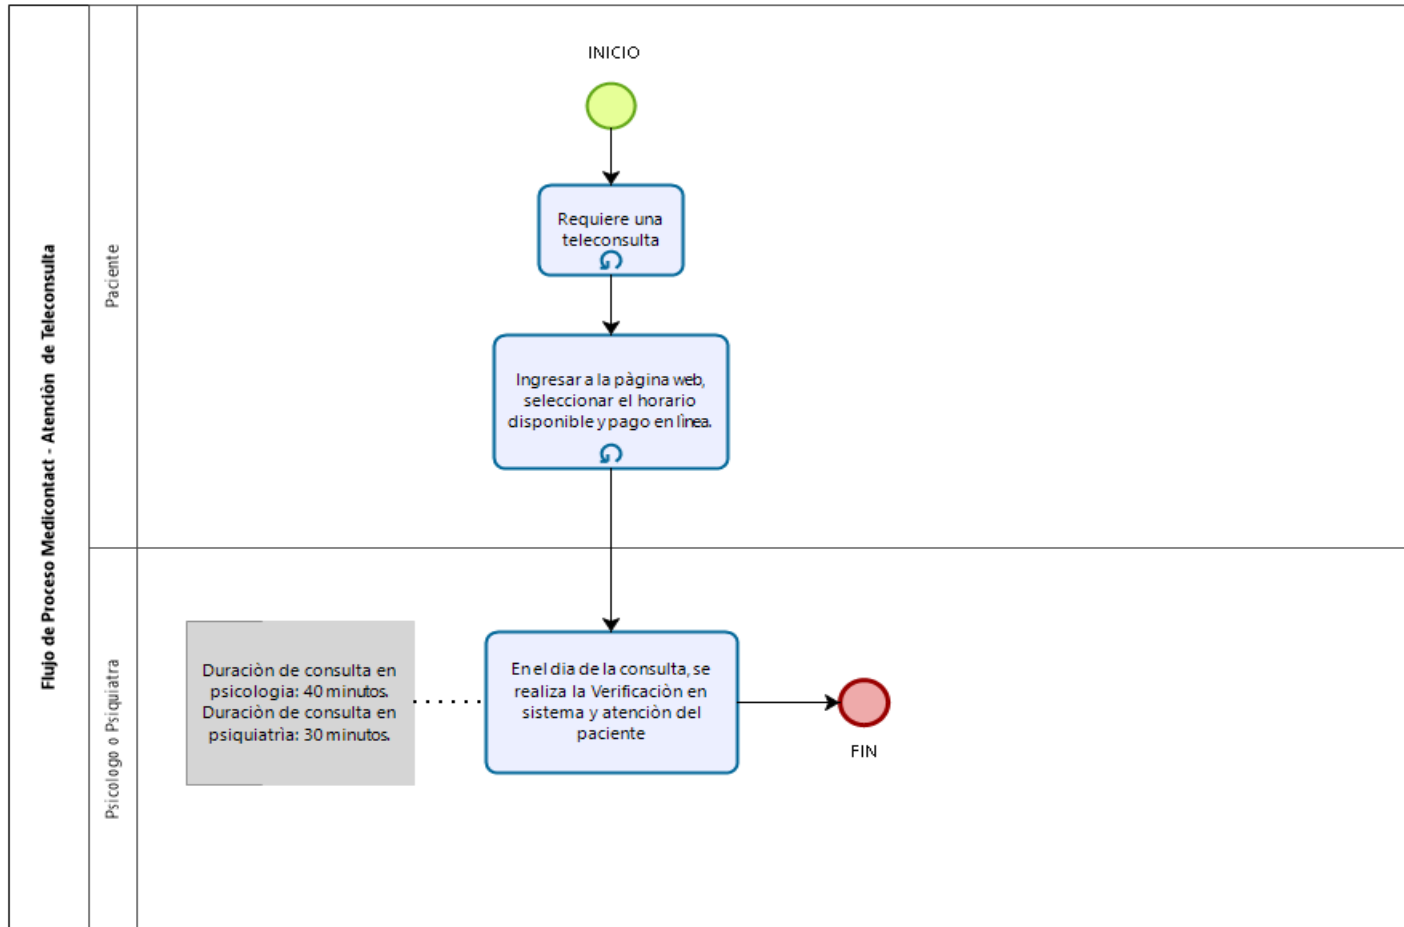 Flujo de Proceso Medicontact - Atenciòn  de Teleconsulta
Paciente
INICIO
Requiere una
teleconsulta
Ingresar a la pàgina web,
seleccionar el horario
disponible y pago en lìnea.
Psicologo o Psiquiatra
Duraciòn de consulta en
psicologia: 40 minutos.
Duraciòn de consulta en
psiquiatrìa: 30 minutos.
En el dia de la consulta, se
realiza la Verificaciòn en
sistema y atenciòn del
paciente
FIN